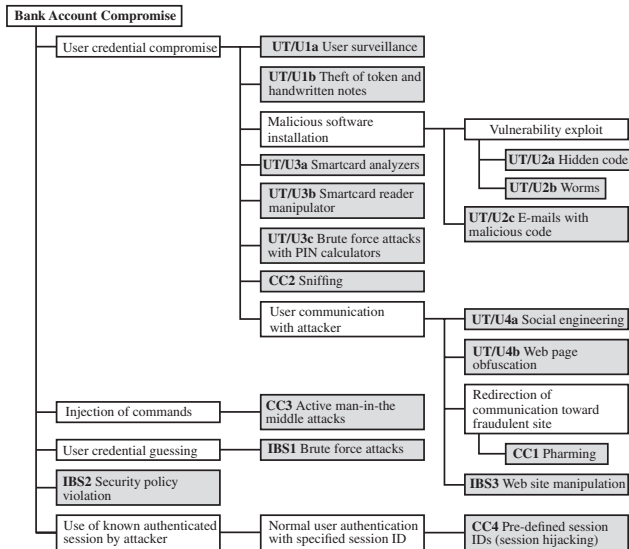 Bank Account Compromise
User credential compromise
UT/U1a User surveillance
UT/U1b Theft of token and
handwritten notes
Malicious software
installation
Vulnerability exploit
UT/U2a Hidden code
UT/U2b Worms
UT/U2c E-mails with
malicious code
UT/U3a Smartcard analyzers
UT/U3b Smartcard reader
manipulator
UT/U3c Brute force attacks
with PIN calculators
CC2 Sniffing
User communication
with attacker
UT/U4a Social engineering
UT/U4b Web page
obfuscation
Redirection of
communication toward
fraudulent site
CC1 Pharming
IBS3 Web site manipulation
Injection of commands
CC3 Active man-in-the
middle attacks
User credential guessing
IBS1 Brute force attacks
IBS2 Security policy
violation
Use of known authenticated
session by attacker
Normal user authentication
with specified session ID
CC4 Pre-defined session
IDs (session hijacking)